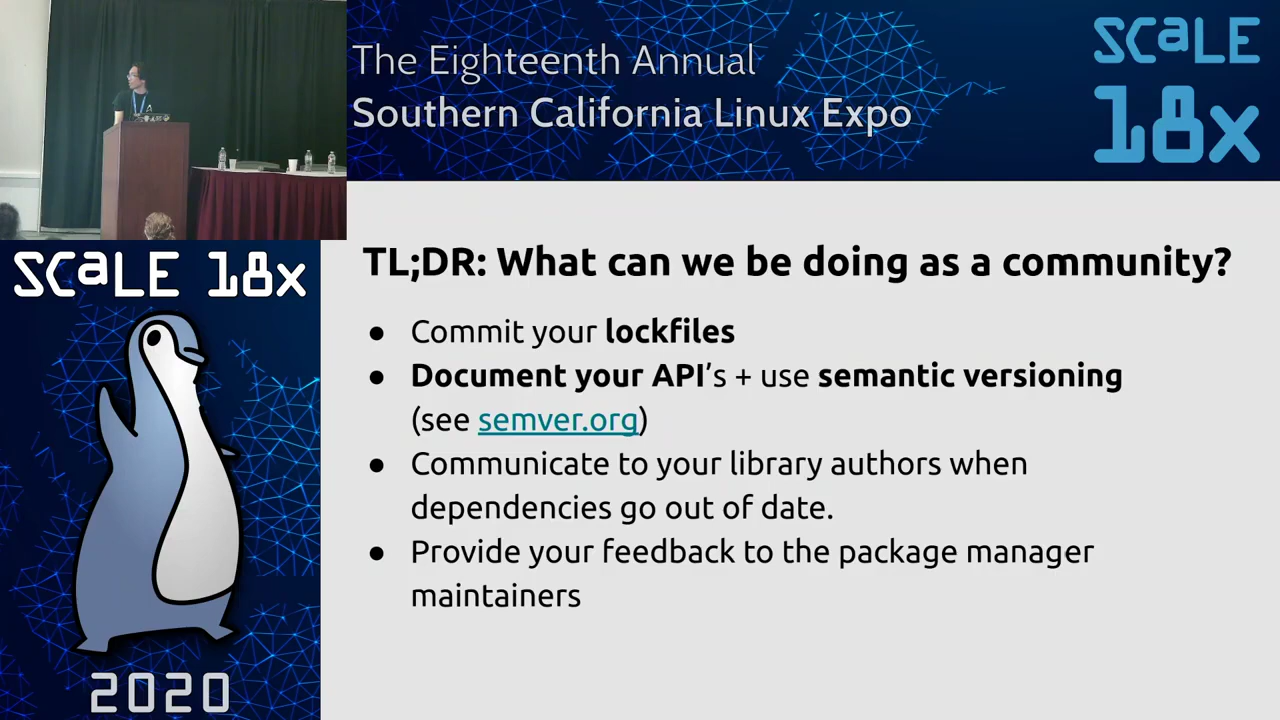 The Eighteenth Annual
Southern California Linux Expo
SCaLE
18x
SCaLE 18x
2020
TL;DR: What can we be doing as a community?
● Commit your lockfiles
● Document your API's + use semantic versioning
(see semver.org)
● Communicate to your library authors when
dependencies go out of date.
● Provide your feedback to the package manager
maintainers